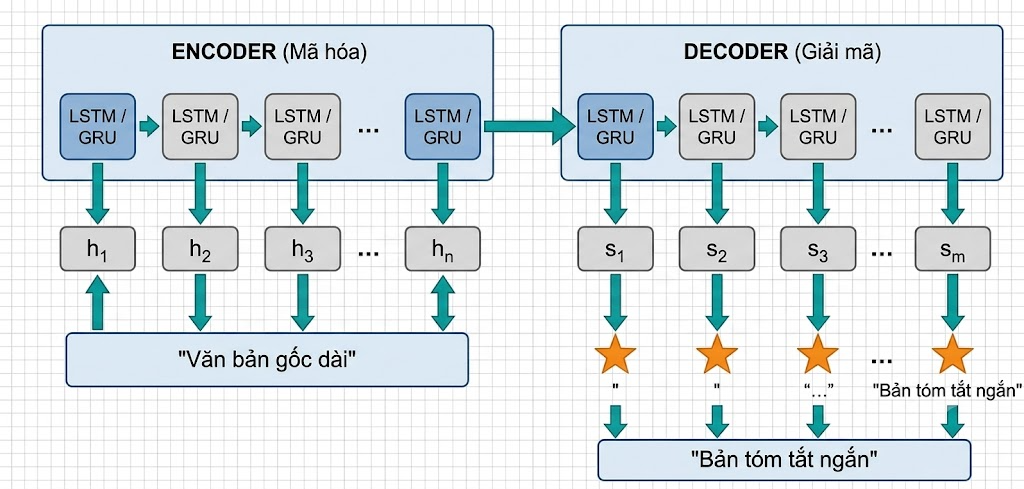 ENCODER (Mã hóa)
LSTM /
GRU
LSTM /
GRU
LSTM /
GRU
...
LSTM /
GRU
h₁
h₂
h₃
...
hₙ
"Văn bản gốc dài"
DECODER (Giải mã)
LSTM /
GRU
LSTM /
GRU
LSTM /
GRU
...
LSTM /
GRU
s₁
s₂
s₃
...
sₘ
...
"
"
“...”
"Bản tóm tắt ngắn"
"Bản tóm tắt ngắn"